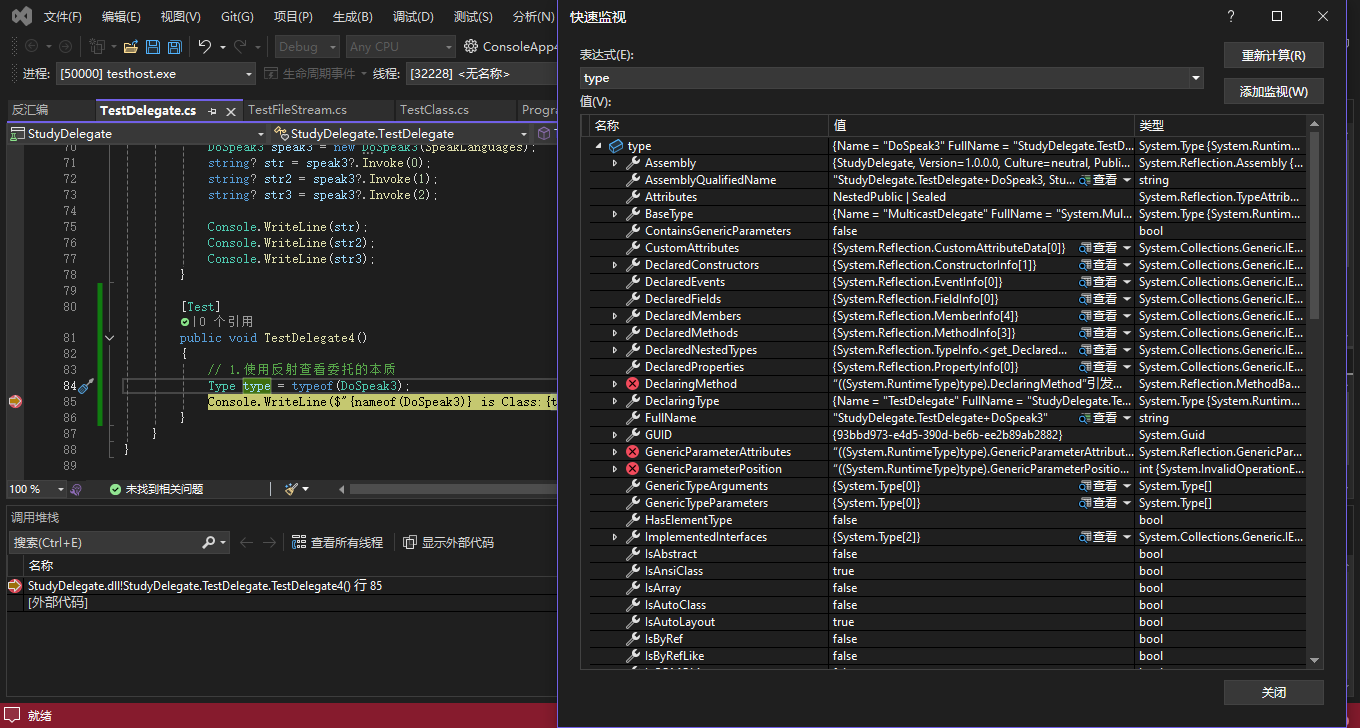 文件(F) 编辑(E) 视图(V) Git(G) 项目(P) 生成(B) 调试(D) 测试(S) 分析(N)
Debug Any CPU ConsoleApp4
进程: [50000] testhost.exe 生命周期事件 线程: [32228] <无名称>
反汇编 TestDelegate.cs TestFileStream.cs TestClass.cs Progra
StudyDelegate StudyDelegate.TestDelegate
70 DoSpeak3 speak3 = new DoSpeak3(SpeakLanguages);
71 string? str = speak3?.Invoke(0);
72 string? str2 = speak3?.Invoke(1);
73 string? str3 = speak3?.Invoke(2);
74
75 Console.WriteLine(str);
76 Console.WriteLine(str2);
77 Console.WriteLine(str3);
78 }
79
80 [Test]
|0 个引用
81 public void TestDelegate4()
82 {
83 // 1.使用反射查看委托的本质
84 Type type = typeof(DoSpeak3);
85 Console.WriteLine($"{nameof(DoSpeak3)} is Class: {t
86 }
87 }
88 }
89
100 % 未找到相关问题
调用堆栈
搜索(Ctrl+E) 查看所有线程 显示外部代码
名称
StudyDelegate.dll!StudyDelegate.TestDelegate.TestDelegate4() 行 85
[外部代码]
就绪
快速监视
?
表达式(E):
重新计算(R)
type
添加监视(W)
值(V):
名称 值 类型
type {Name = "DoSpeak3" FullName = "StudyDelegate.TestD... System.Type {System.Runtim...
Assembly {StudyDelegate, Version=1.0.0.0, Culture=neutral, Publi... System.Reflection.Assembly {...
AssemblyQualifiedName "StudyDelegate.TestDelegate+DoSpeak3, Stu... 查看 string
Attributes NestedPublic | Sealed System.Reflection.TypeAttrib...
BaseType {Name = "MulticastDelegate" FullName = "System.Mul... System.Type {System.Runtim...
ContainsGenericParameters false bool
CustomAttributes {System.Reflection.CustomAttributeData[0]} 查看 System.Collections.Generic.IE...
DeclaredConstructors {System.Reflection.ConstructorInfo[1]} 查看 System.Collections.Generic.IE...
DeclaredEvents {System.Reflection.EventInfo[0]} 查看 System.Collections.Generic.IE...
DeclaredFields {System.Reflection.FieldInfo[0]} 查看 System.Collections.Generic.IE...
DeclaredMembers {System.Reflection.MemberInfo[4]} 查看 System.Collections.Generic.IE...
DeclaredMethods {System.Reflection.MethodInfo[3]} 查看 System.Collections.Generic.IE...
DeclaredNestedTypes {System.Reflection.TypeInfo.<get_Declared... 查看 System.Collections.Generic.IE...
DeclaredProperties {System.Reflection.PropertyInfo[0]} 查看 System.Collections.Generic.IE...
DeclaringMethod "((System.RuntimeType)type).DeclaringMethod"引发... System.Reflection.MethodBa...
DeclaringType {Name = "TestDelegate" FullName = "StudyDelegate.Te... System.Type {System.Runtim...
FullName "StudyDelegate.TestDelegate+DoSpeak3" 查看 string
GUID {93bbd973-e4d5-390d-be6b-ee2b89ab2882} System.Guid
GenericParameterAttributes "((System.RuntimeType)type).GenericParameterAttribut... System.Reflection.GenericPar...
GenericParameterPosition "((System.RuntimeType)type).GenericParameterPositio... int {System.InvalidOperationE...
GenericTypeArguments {System.Type[0]} 查看 System.Type[]
GenericTypeParameters {System.Type[0]} 查看 System.Type[]
HasElementType false bool
ImplementedInterfaces {System.Type[2]} 查看 System.Collections.Generic.IE...
IsAbstract false bool
IsAnsiClass true bool
IsArray false bool
IsAutoClass false bool
IsAutoLayout true bool
IsByRef false bool
IsByRefLike false bool
关闭